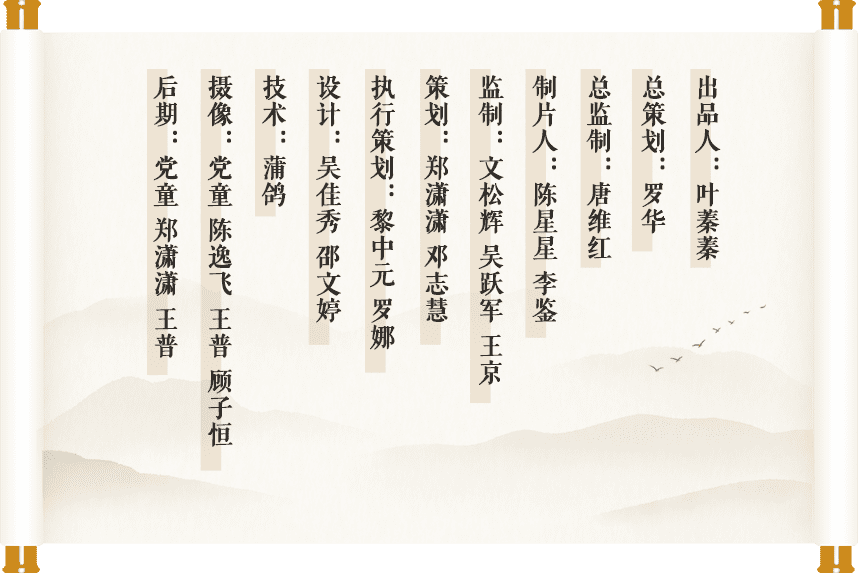 出品人：叶蓁蓁
总策划：罗华
总监制：唐维红
制片人：陈星星 李鉴
监制：文松辉 吴跃军 王京
策划：郑潇潇 邓志慧
执行策划：黎中元 罗娜
设计：吴佳秀 邵文婷
技术：蒲鸽
摄像：党童 陈逸飞 王普 顾子恒
后期：党童 郑潇潇 王普